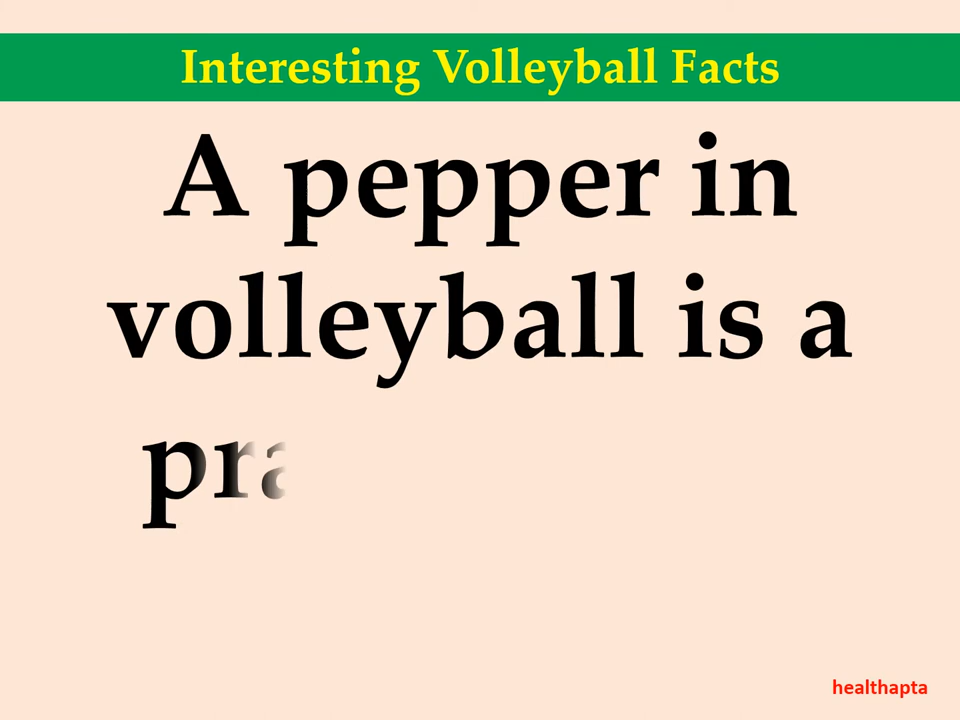 Interesting Volleyball Facts
A pepper in
volleyball is a
healthapta